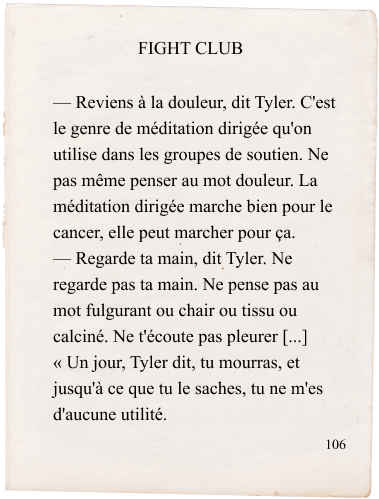 FIGHT CLUB
— Reviens à la douleur, dit Tyler. C'est
le genre de méditation dirigée qu'on
utilise dans les groupes de soutien. Ne
pas même penser au mot douleur. La
méditation dirigée marche bien pour le
cancer, elle peut marcher pour ça.
— Regarde ta main, dit Tyler. Ne
regarde pas ta main. Ne pense pas au
mot fulgurant ou chair ou tissu ou
calciné. Ne t'écoute pas pleurer [...]
« Un jour, Tyler dit, tu mourras, et
jusqu'à ce que tu le saches, tu ne m'es
d'aucune utilité.
106